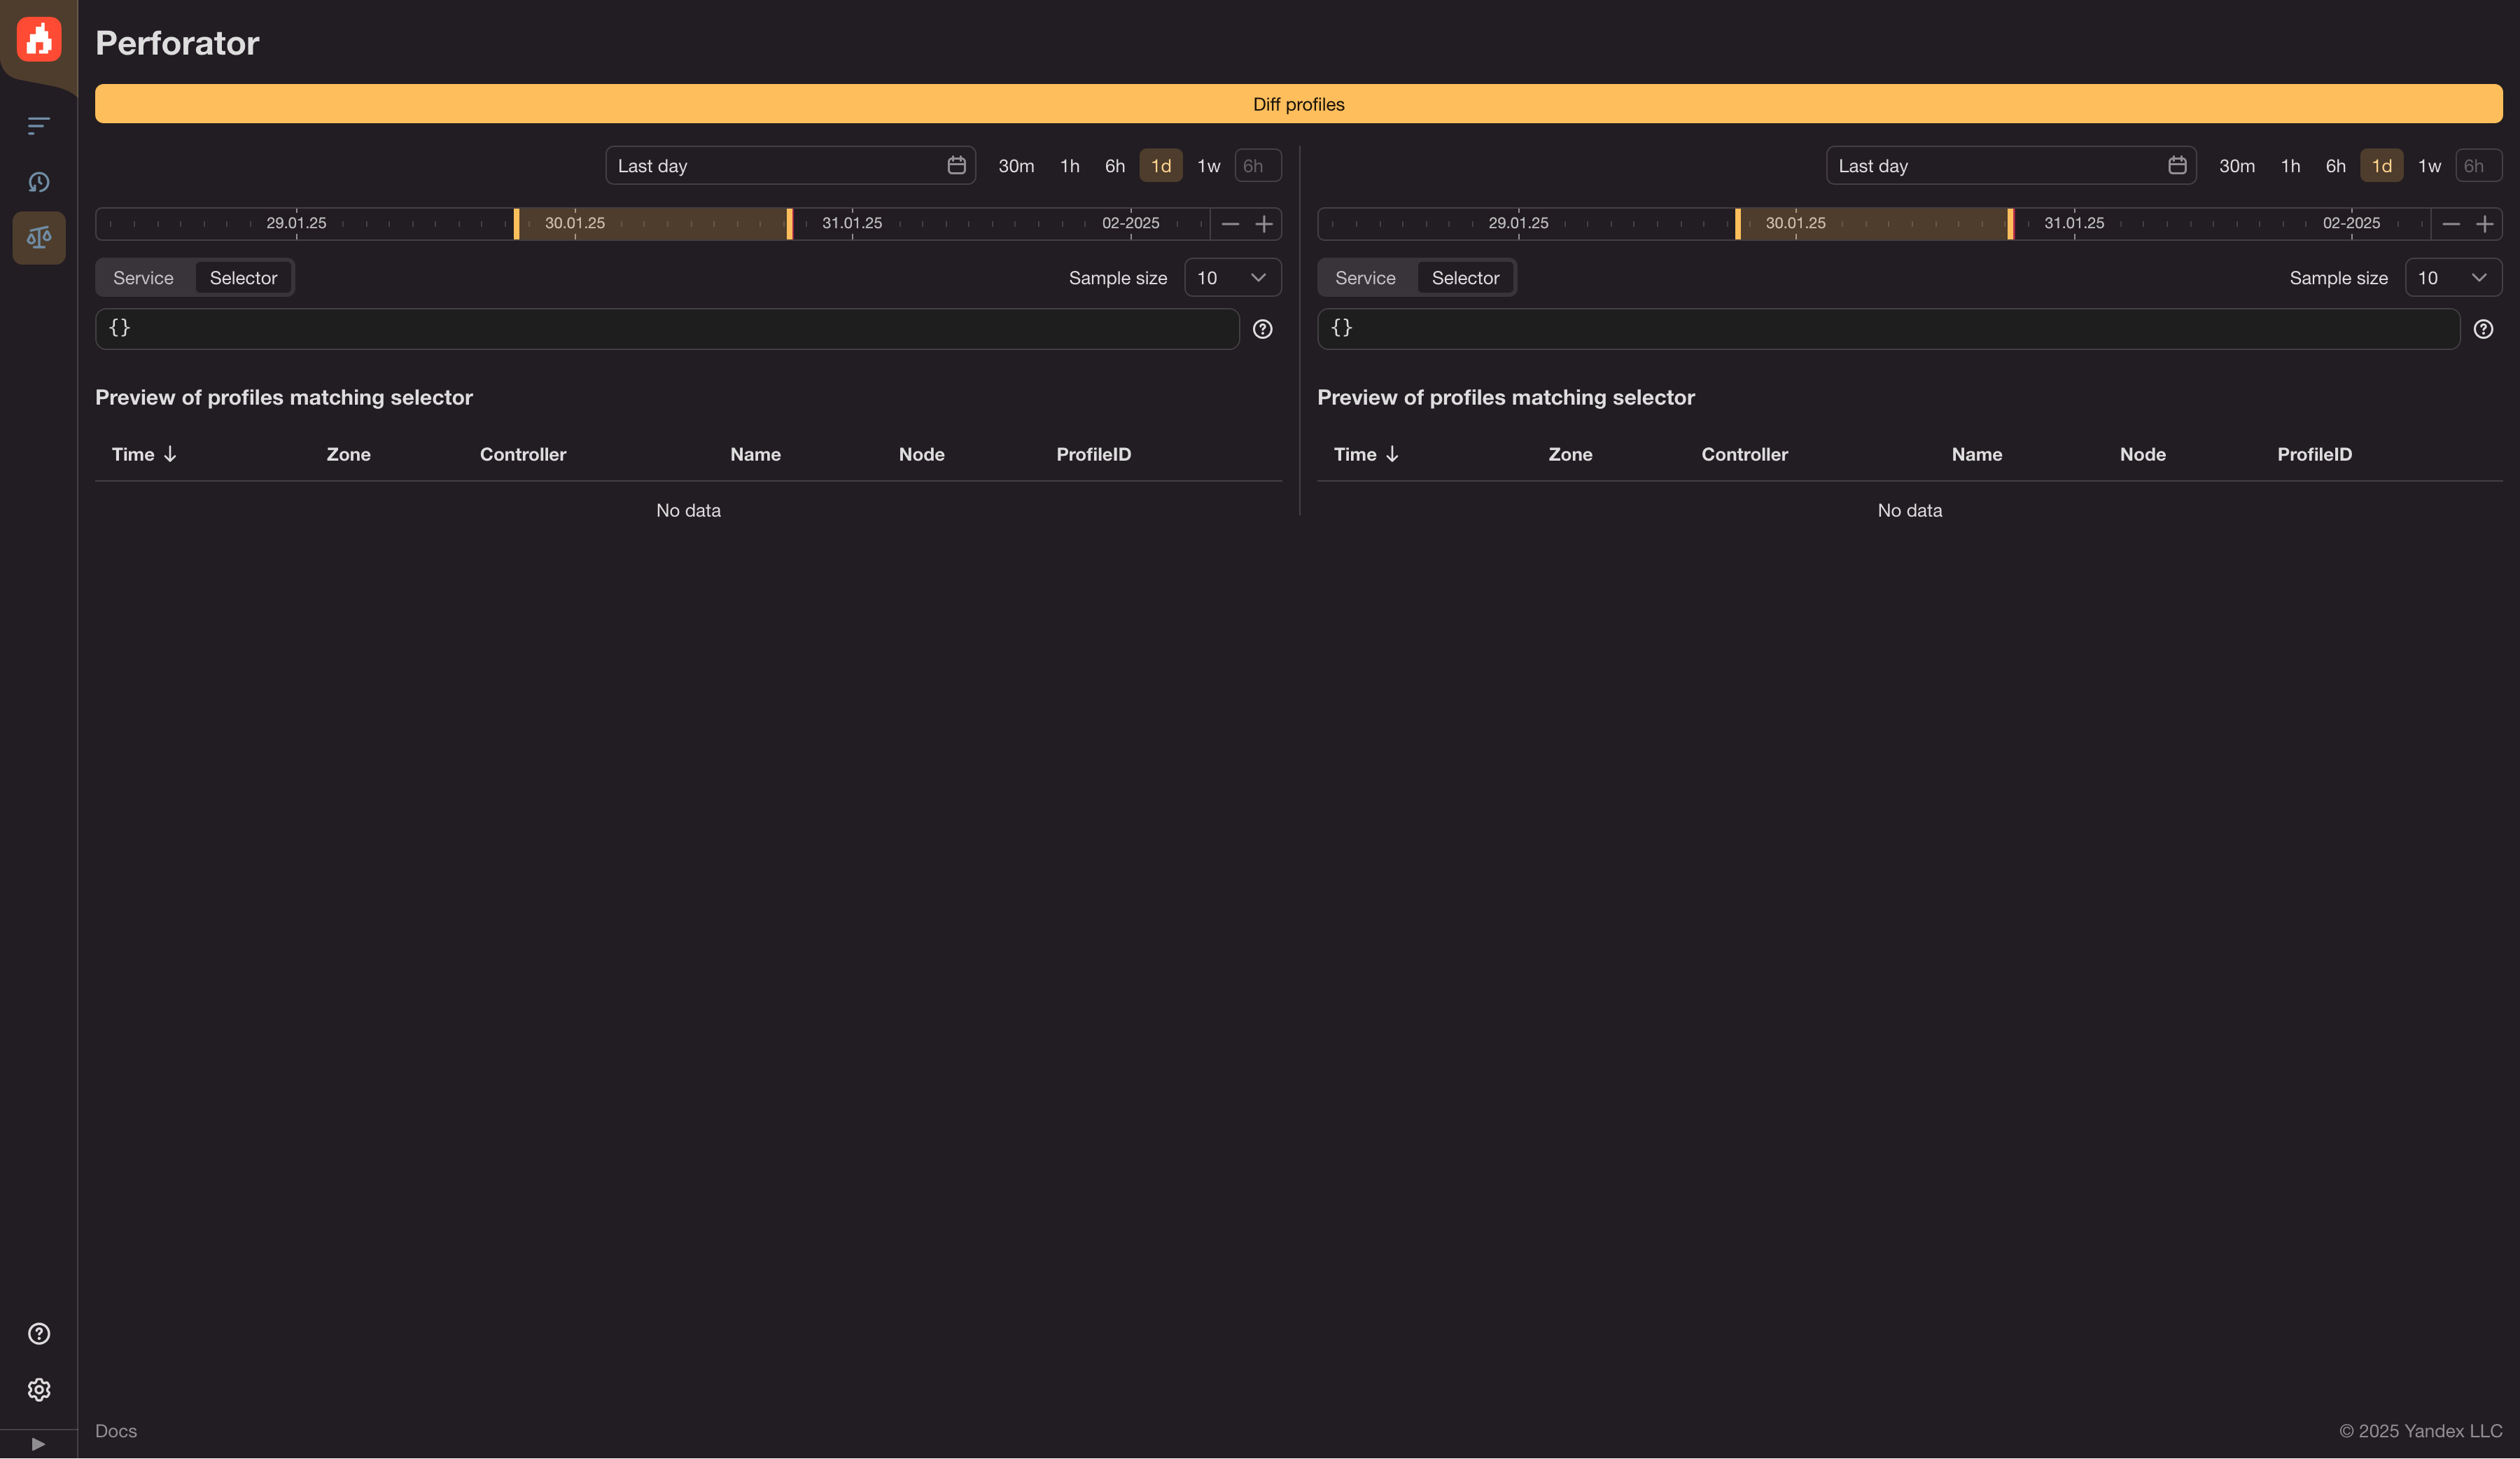 Perforator
Diff profiles
Last day 30m 1h 6h 1d 1w 6h
29.01.25 30.01.25 31.01.25 02-2025
Service Selector Sample size 10
{}
Preview of profiles matching selector
Time Zone Controller Name Node ProfileID
No data
Last day 30m 1h 6h 1d 1w 6h
29.01.25 30.01.25 31.01.25 02-2025
Service Selector Sample size 10
{}
Preview of profiles matching selector
Time Zone Controller Name Node ProfileID
No data
Docs
© 2025 Yandex LLC